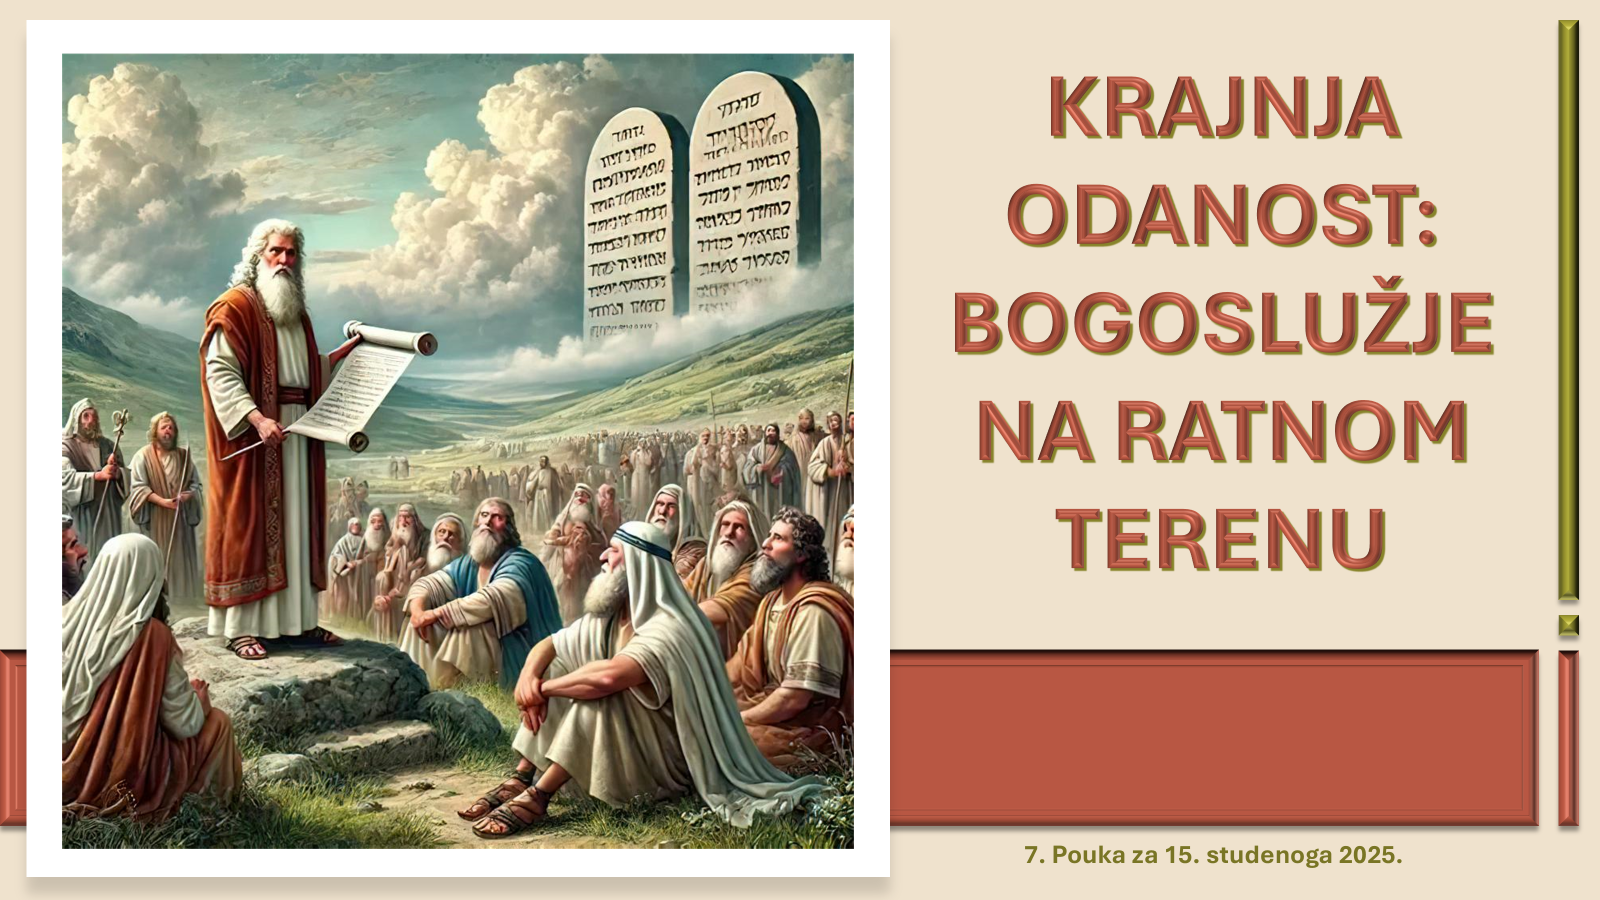 KRAJNJA
ODANOST:
BOGOSLUŽJE
NA RATNOM
TERENU
7. Pouka za 15. studenoga 2025.